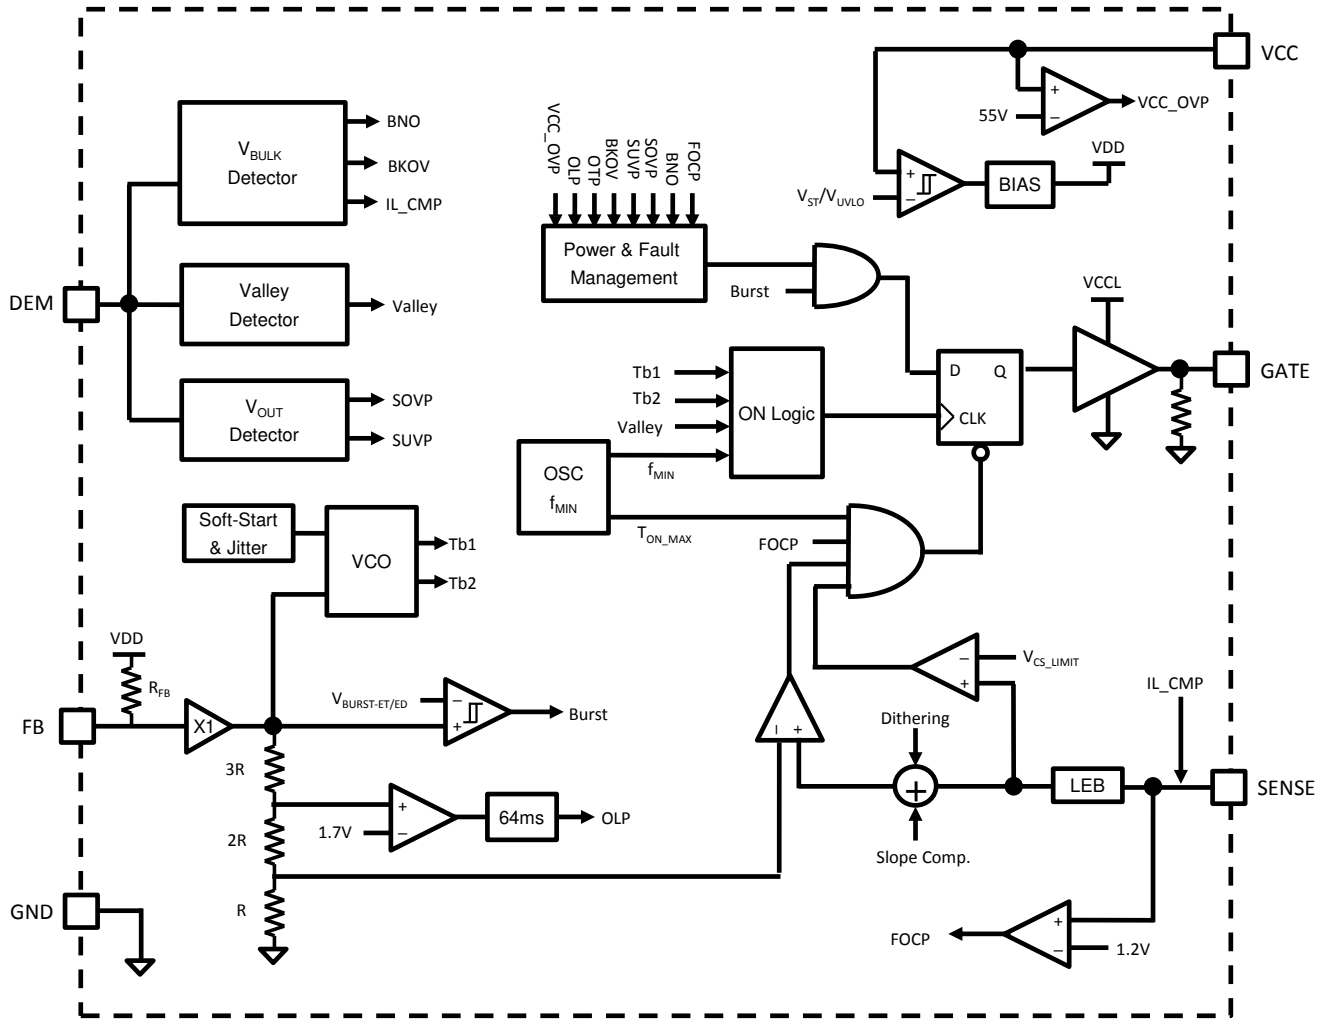 VCC
+
55V
−
VCC_OVP
VBULK
Detector
BNO
BKOV
IL_CMP
VCC_OVP
OLP
OTP
BKOV
SUVP
SOVP
BNO
FOCP
VDD
+
−
VST/VUVLO
BIAS
Power & Fault
Management
Burst
DEM
Valley
Detector
Valley
VCCL
VOUT
Detector
SOVP
SUVP
Tb1
Tb2
Valley
fMIN
ON Logic
D
Q
CLK
GATE
OSC
fMIN
TON_MAX
FOCP
Soft-Start
& Jitter
VCO
Tb1
Tb2
VDD
RFB
FB
X1
VBURST-ET/ED
−
+
Burst
−
+
VCS_LIMIT
− +
Dithering
+
Slope Comp.
IL_CMP
LEB
SENSE
3R
2R
R
1.7V
+
−
64ms
OLP
GND
FOCP
+
−
1.2V